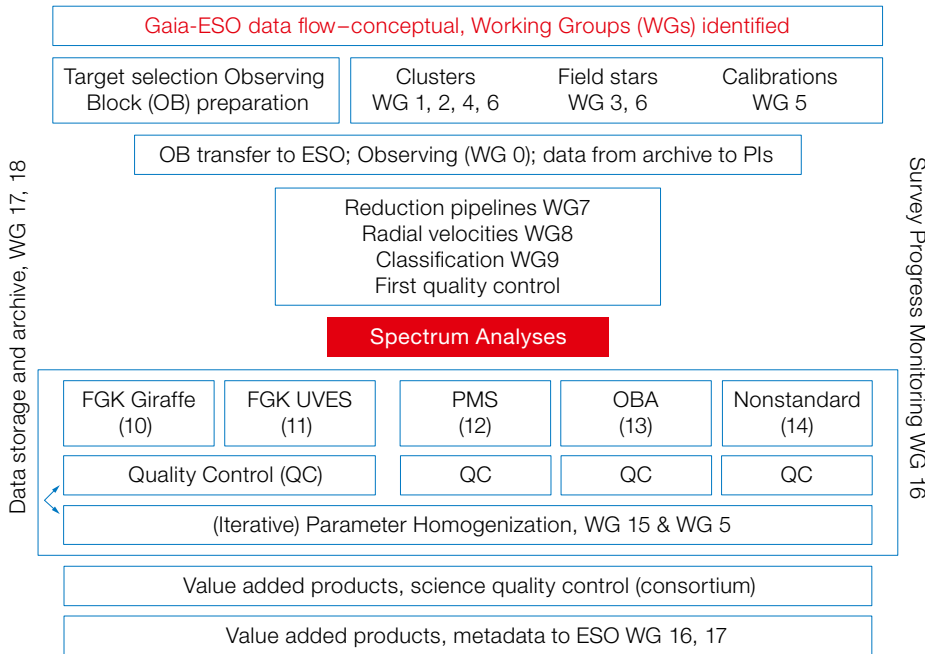 Gaia-ESO data flow–conceptual, Working Groups (WGs) identified
Target selection Observing
Block (OB) preparation
Clusters
WG 1, 2, 4, 6
Field stars
WG 3, 6
Calibrations
WG 5
OB transfer to ESO; Observing (WG 0); data from archive to PIs
Data storage and archive, WG 17, 18
Survey Progress Monitoring WG 16
Reduction pipelines WG7
Radial velocities WG8
Classification WG9
First quality control
Spectrum Analyses
FGK Giraffe
(10)
FGK UVES
(11)
PMS
(12)
OBA
(13)
Nonstandard
(14)
Quality Control (QC)
QC
QC
QC
(Iterative) Parameter Homogenization, WG 15 & WG 5
Value added products, science quality control (consortium)
Value added products, metadata to ESO WG 16, 17